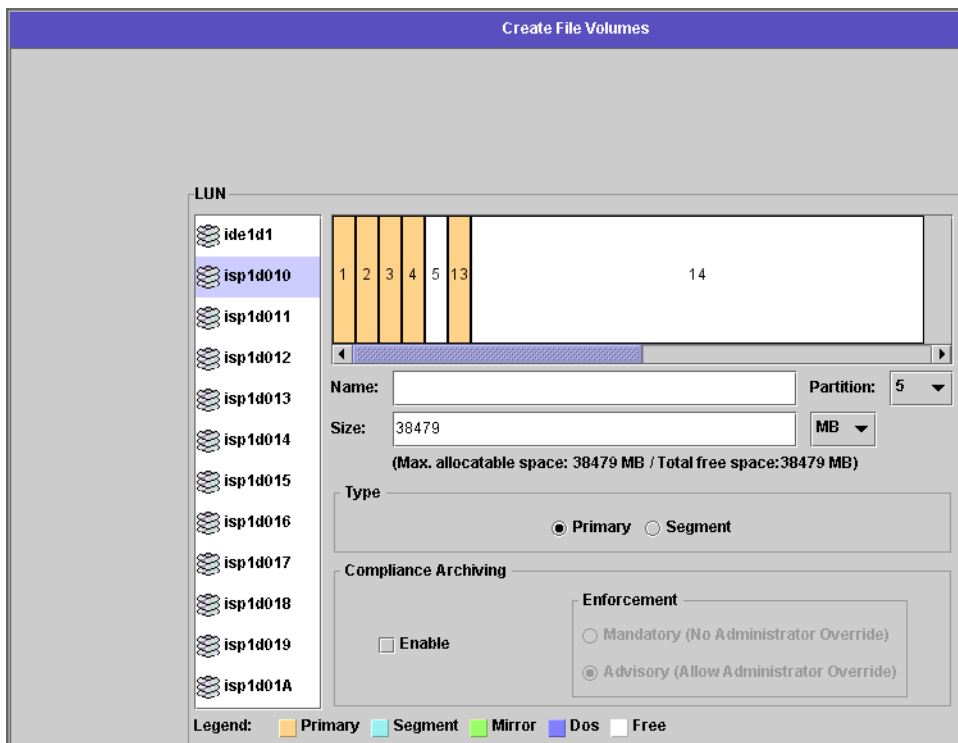 Create File Volumes
LUN
ide1d1
isp1d010
isp1d011
isp1d012
isp1d013
isp1d014
isp1d015
isp1d016
isp1d017
isp1d018
isp1d019
isp1d01A
1 2 3 4 5 13 14
Name:
Partition: 5
Size: 38479 MB
(Max. allocatable space: 38479 MB / Total free space:38479 MB)
Type
Primary Segment
Compliance Archiving
Enable
Enforcement
Mandatory (No Administrator Override)
Advisory (Allow Administrator Override)
Legend: Primary Segment Mirror Dos Free